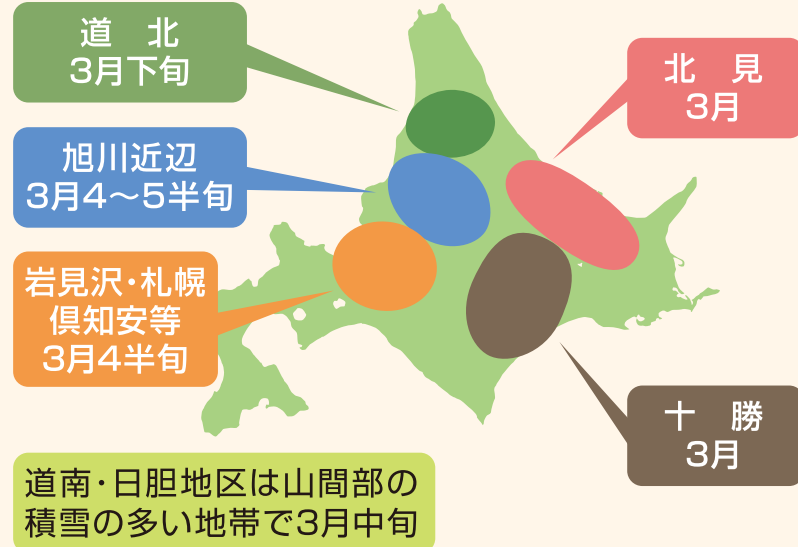 道　北
3月下旬
旭川近辺
3月4～5半旬
岩見沢・札幌
倶知安等
3月4半旬
北　見
3月
十　勝
3月
道南・日胆地区は山間部の
積雪の多い地帯で3月中旬